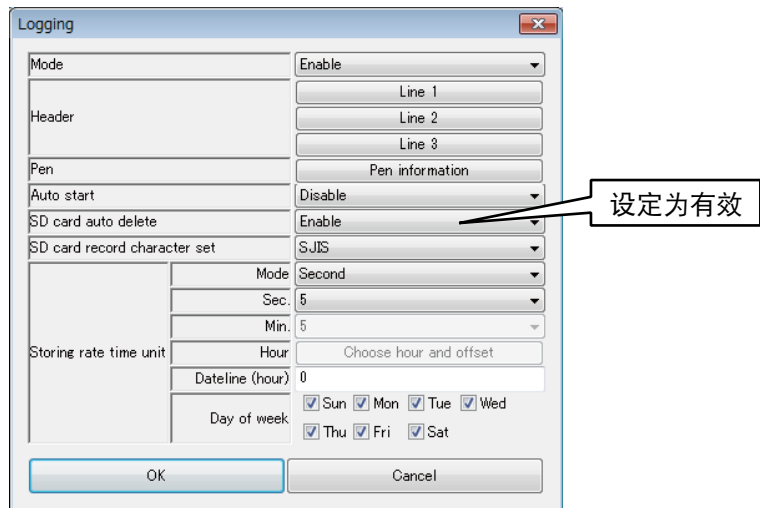 Logging
Mode Enable
Line 1
Header Line 2
Line 3
Pen Pen information
Auto start Disable
设定为有效
SD card auto delete Enable
SD card record character set SJIS
Mode Second
Sec. 5
Min. 5
Storing rate time unit Hour Choose hour and offset
Dateline (hour) 0
Sun Mon Tue Wed
Day of week
Thu Fri Sat
OK Cancel